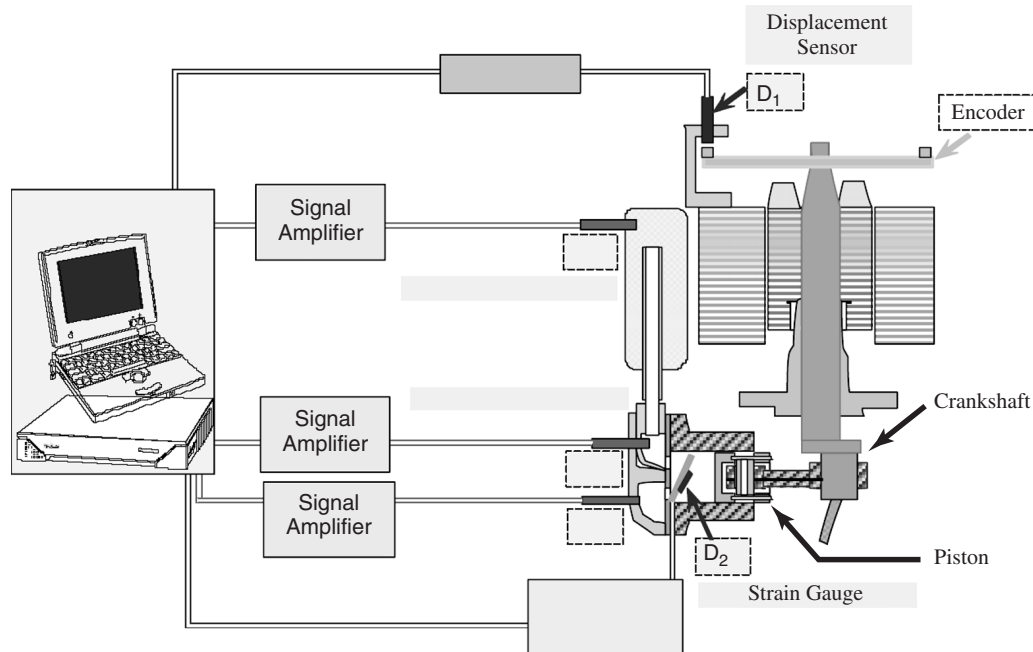 Displacement
Sensor
D₁
Encoder
Signal
Amplifier
Signal
Amplifier
Crankshaft
Signal
Amplifier
D₂
Piston
Strain Gauge